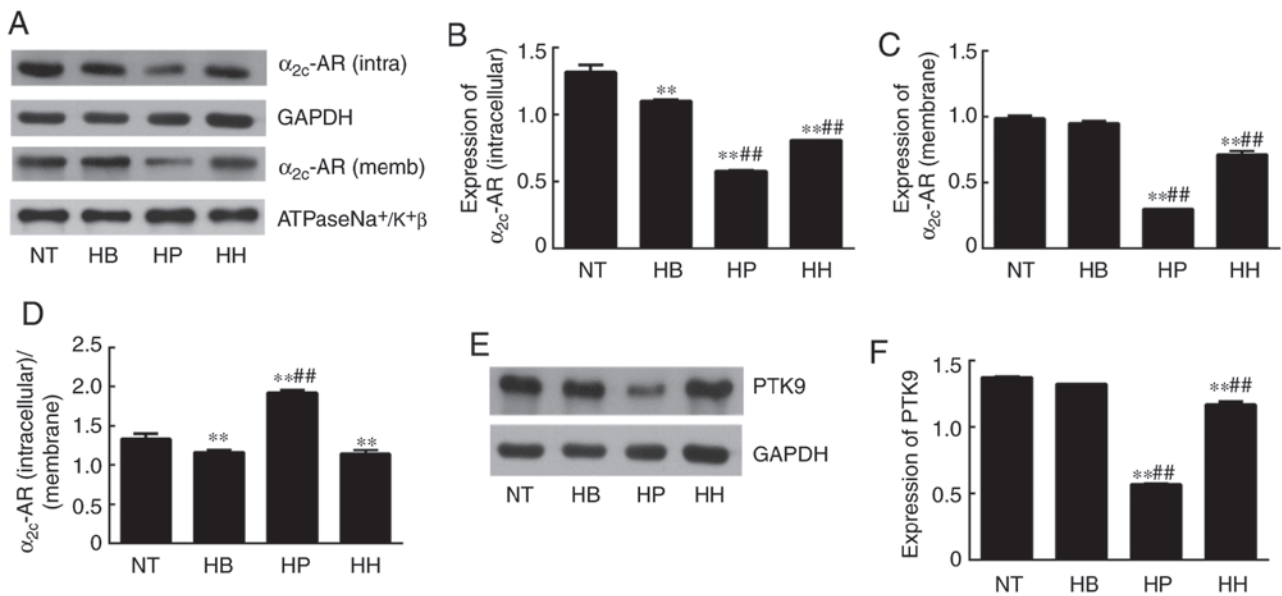 A
α2c-AR (intra)
GAPDH
α2c-AR (memb)
ATPaseNa+/K+β
NT HB HP HH
B
Expression of
α2c-AR (intracellular)
1.5
1.0
0.5
0
**
**##
**##
NT HB HP HH
C
Expression of
α2c-AR (membrane)
1.5
1.0
0.5
0
**##
**##
NT HB HP HH
D
α2c-AR (intracellular)/
(membrane)
2.5
2.0
1.5
1.0
1.5
0
**
**##
**
NT HB HP HH
E
PTK9
GAPDH
NT HB HP HH
F
Expression of PTK9
1.5
1.0
0.5
0
**##
**##
NT HB HP HH